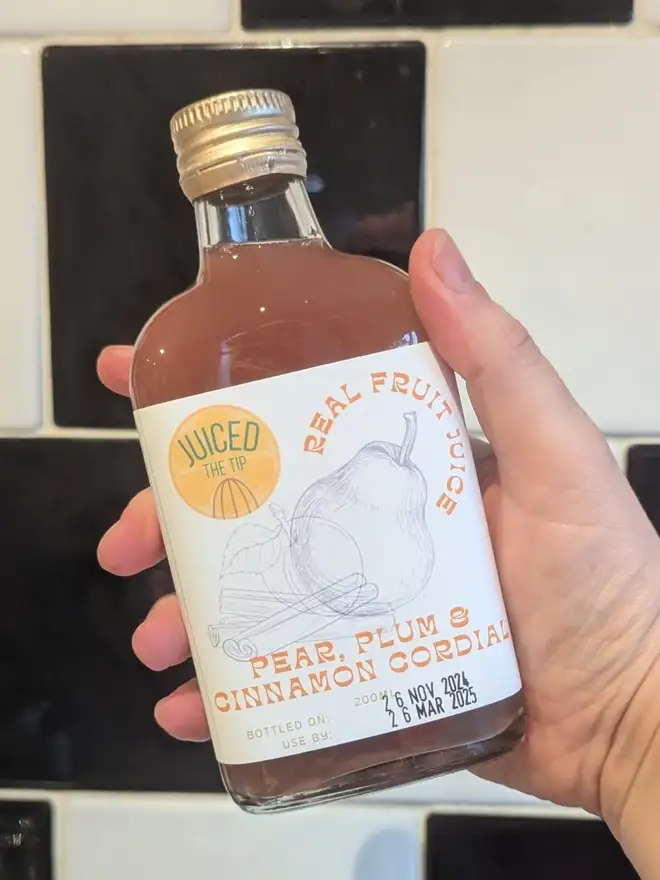 JUICED
THE TIP
REAL FRUIT JUICE
PEAR, PLUM &
CINNAMON CORDIAL
200ML
BOTTLED ON: 26 NOV 2024
USE BY: 26 MAR 2025